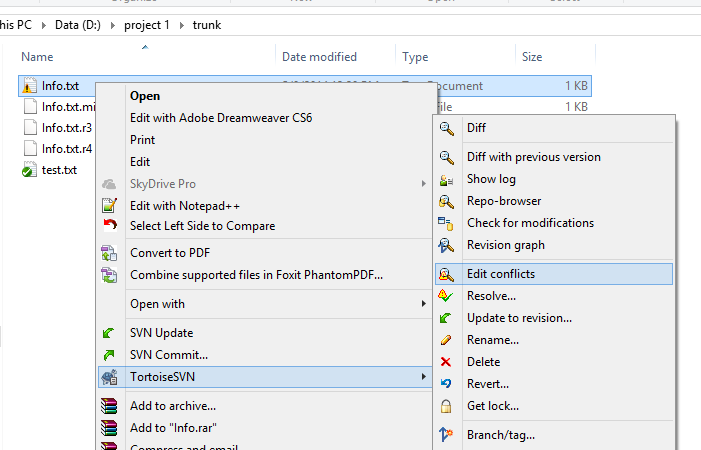 his PC › Data (D:) › project 1 › trunk
Name Date modified Type Size
Info.txt Document 1 KB
Info.txt.mi File 1 KB
Info.txt.r3
Info.txt.r4
test.txt
Open
Edit with Adobe Dreamweaver CS6
Print
Edit
SkyDrive Pro
Edit with Notepad++
Select Left Side to Compare
Convert to PDF
Combine supported files in Foxit PhantomPDF...
Open with
SVN Update
SVN Commit...
TortoiseSVN
Add to archive...
Add to "Info.rar"
Compress and email
Diff
Diff with previous version
Show log
Repo-browser
Check for modifications
Revision graph
Edit conflicts
Resolve...
Update to revision...
Rename...
Delete
Revert...
Get lock...
Branch/tag...